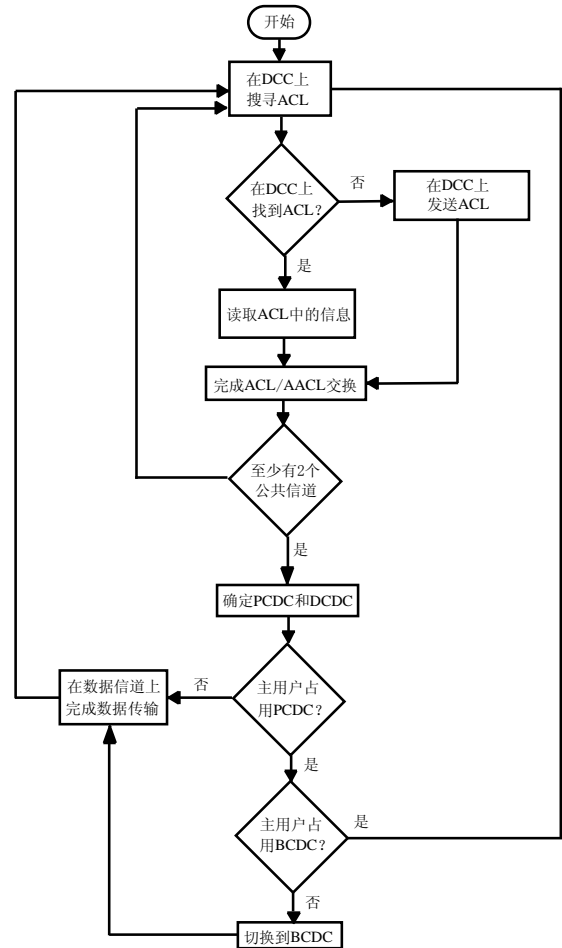 开始
在DCC上
搜寻ACL
在DCC上
找到ACL?
否
在DCC上
发送ACL
是
读取ACL中的信息
完成ACL/AACL交换
至少有2个
公共信道
是
确定PCDC和DCDC
主用户占
用PCDC?
否
在数据信道上
完成数据传输
是
主用户占
用BCDC?
是
否
切换到BCDC